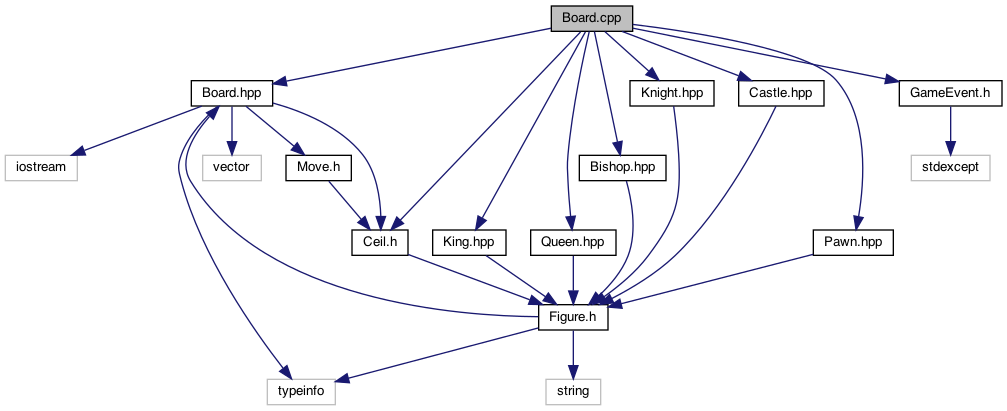 Board.cpp
Board.hpp
Knight.hpp
Castle.hpp
GameEvent.h
iostream
vector
Move.h
Bishop.hpp
stdexcept
Ceil.h
King.hpp
Queen.hpp
Pawn.hpp
Figure.h
typeinfo
string